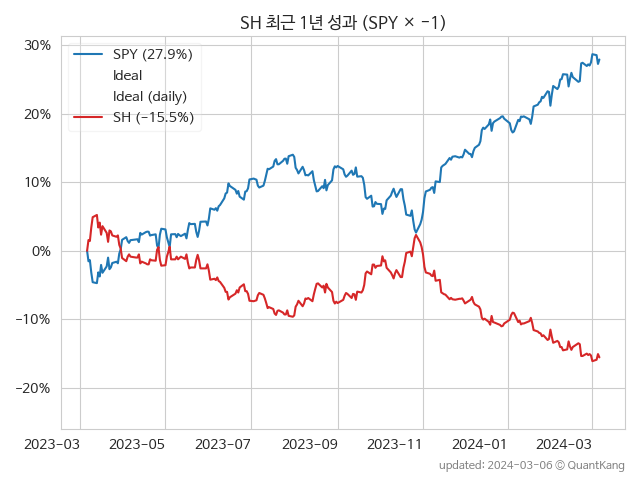 SH 최근 1년 성과 (SPY × −1)
SPY (27.9%)
Ideal
Ideal (daily)
SH (−15.5%)
30%
20%
10%
0%
−10%
−20%
2023−03
2023−05
2023−07
2023−09
2023−11
2024−01
2024−03
updated: 2024−03−06 © QuantKang